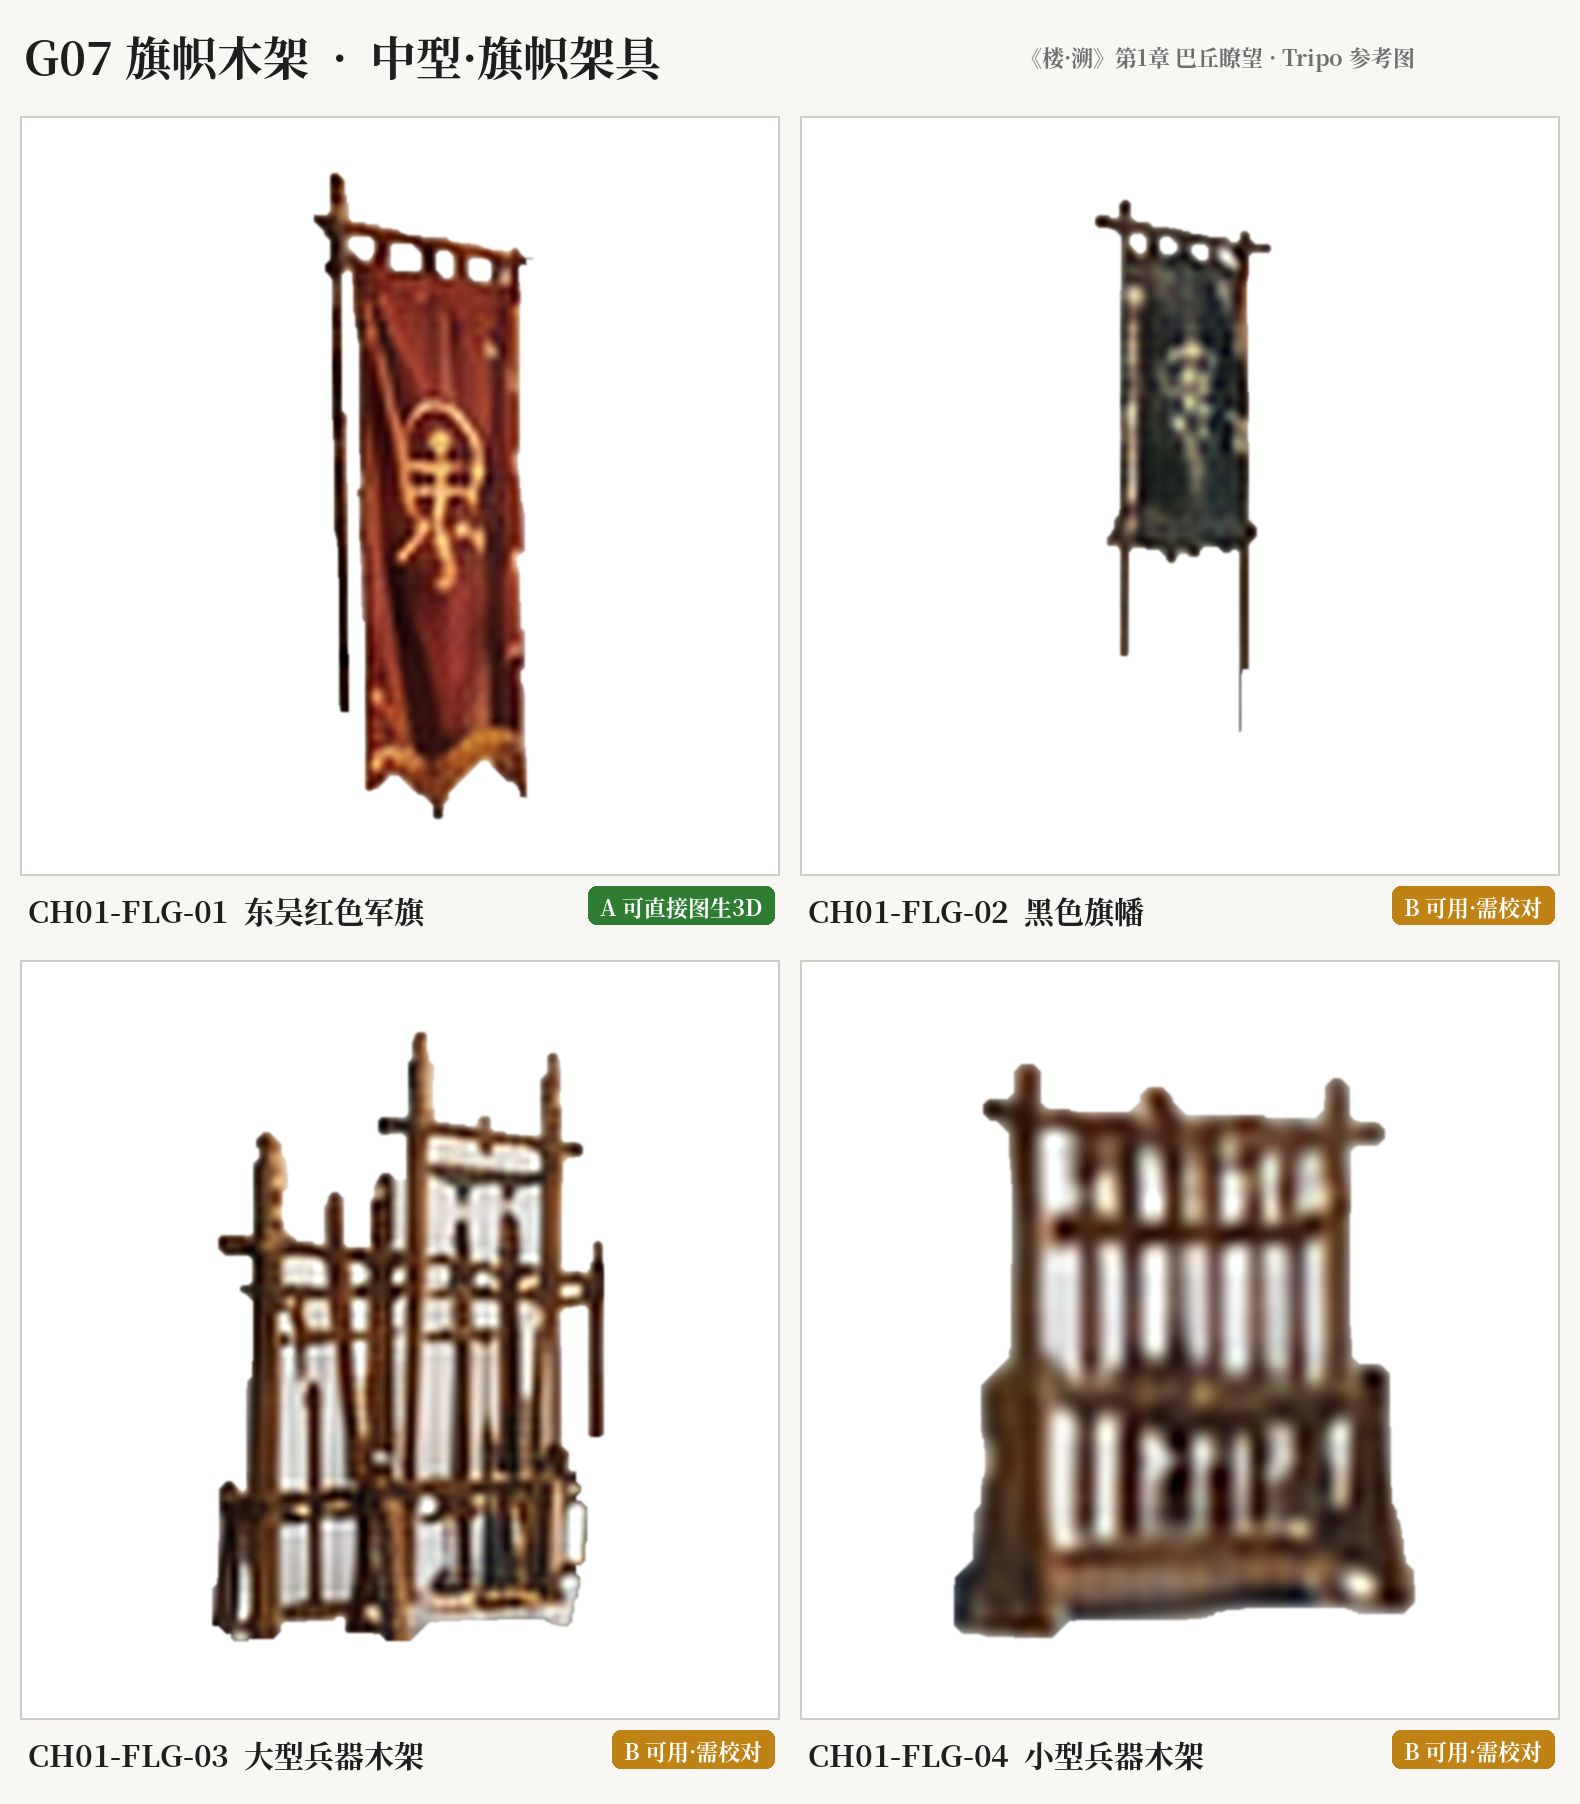 G07 旗帜木架 · 中型·旗帜架具
《楼·溯》第1章 巴丘瞭望 · Tripo 参考图
CH01-FLG-01 东吴红色军旗
A 可直接图生3D
CH01-FLG-02 黑色旗幡
B 可用·需校对
CH01-FLG-03 大型兵器木架
B 可用·需校对
CH01-FLG-04 小型兵器木架
B 可用·需校对